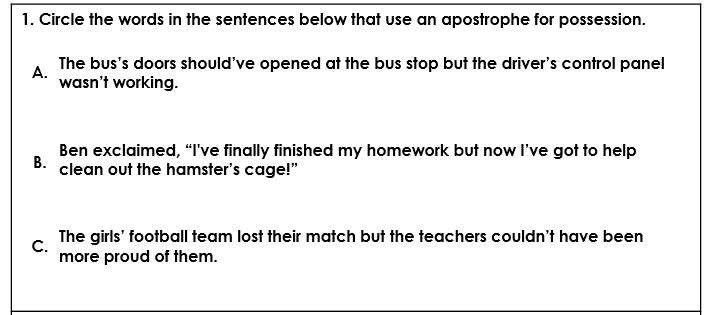 1. Circle the words in the sentences below that use an apostrophe for possession.
A. The bus’s doors should’ve opened at the bus stop but the driver’s control panel
wasn’t working.
B. Ben exclaimed, “I've finally finished my homework but now I’ve got to help
clean out the hamster’s cage!”
C. The girls’ football team lost their match but the teachers couldn’t have been
more proud of them.